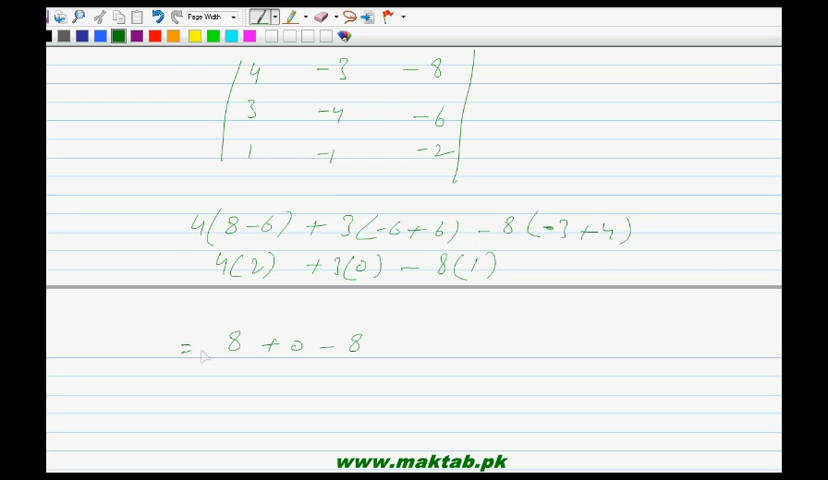 Page Width
4 -3 -8
3 -4 -6
1 -1 -2
4(8-6) + 3(-6+6) - 8(-3+4)
4(2) +3(0) - 8(1)
= 8 + 0 - 8
www.maktab.pk